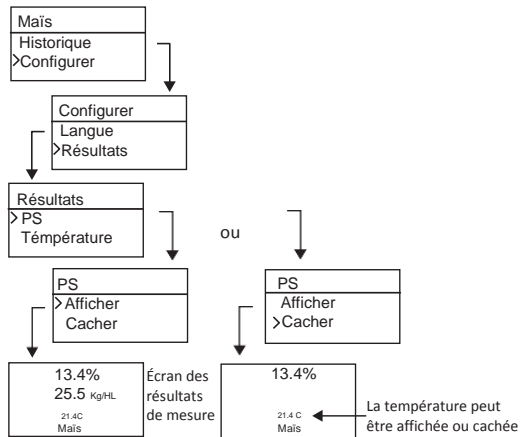 Maïs
Historique
>Configurer
Configurer
Langue
>Résultats
Résultats
>PS
Témpérature
ou
PS
>Afficher
Cacher
PS
Afficher
>Cacher
13.4%
25.5 Kg/HL
21.4C
Maïs
Écran des
résultats
de mesure
13.4%
21.4 C
Maïs
La température peut
être affichée ou cachée